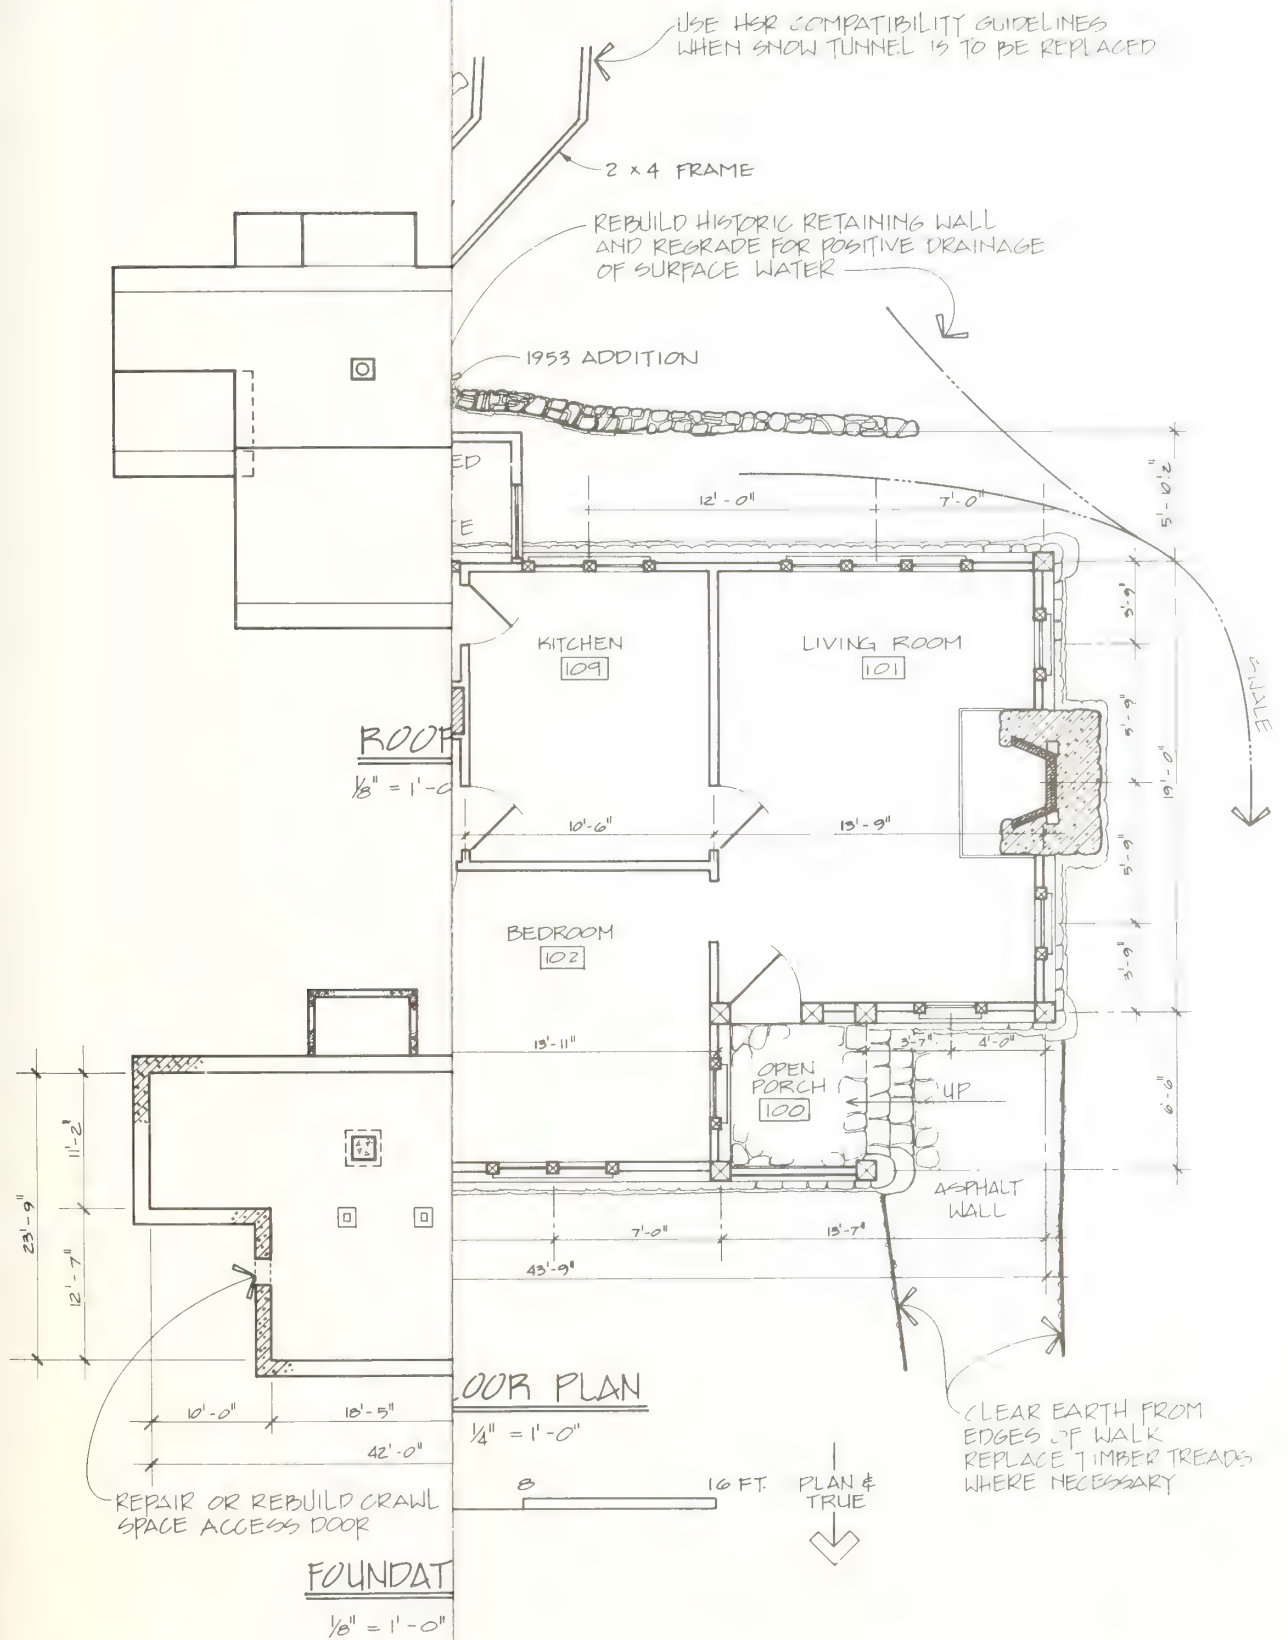 USE HSR COMPATIBILITY GUIDELINES
WHEN SNOW TUNNEL IS TO BE REPLACED
2 x 4 FRAME
REBUILD HISTORIC RETAINING WALL
AND REGRADE FOR POSITIVE DRAINAGE
OF SURFACE WATER
1953 ADDITION
ED
TE
12'-0"
7'-0"
5'-10½"
KITCHEN
109
LIVING ROOM
101
3'-9"
5'-9"
19'-0"
5'-9"
3'-9"
SWALE
ROOF
1/8" = 1'-0
10'-6"
13'-9"
BEDROOM
102
13'-11"
OPEN
PORCH
100
3'-7"
4'-0"
UP
6'-6"
ASPHALT
WALL
7'-0"
13'-7"
43'-9"
11'-2"
23'-9"
12'-7"
10'-0"
18'-5"
42'-0"
OOR PLAN
1/4" = 1'-0"
8
16 FT.
PLAN &
TRUE
CLEAR EARTH FROM
EDGES OF WALK
REPLACE TIMBER TREADS
WHERE NECESSARY
REPAIR OR REBUILD CRAWL
SPACE ACCESS DOOR
FOUNDAT
1/8" = 1'-0"